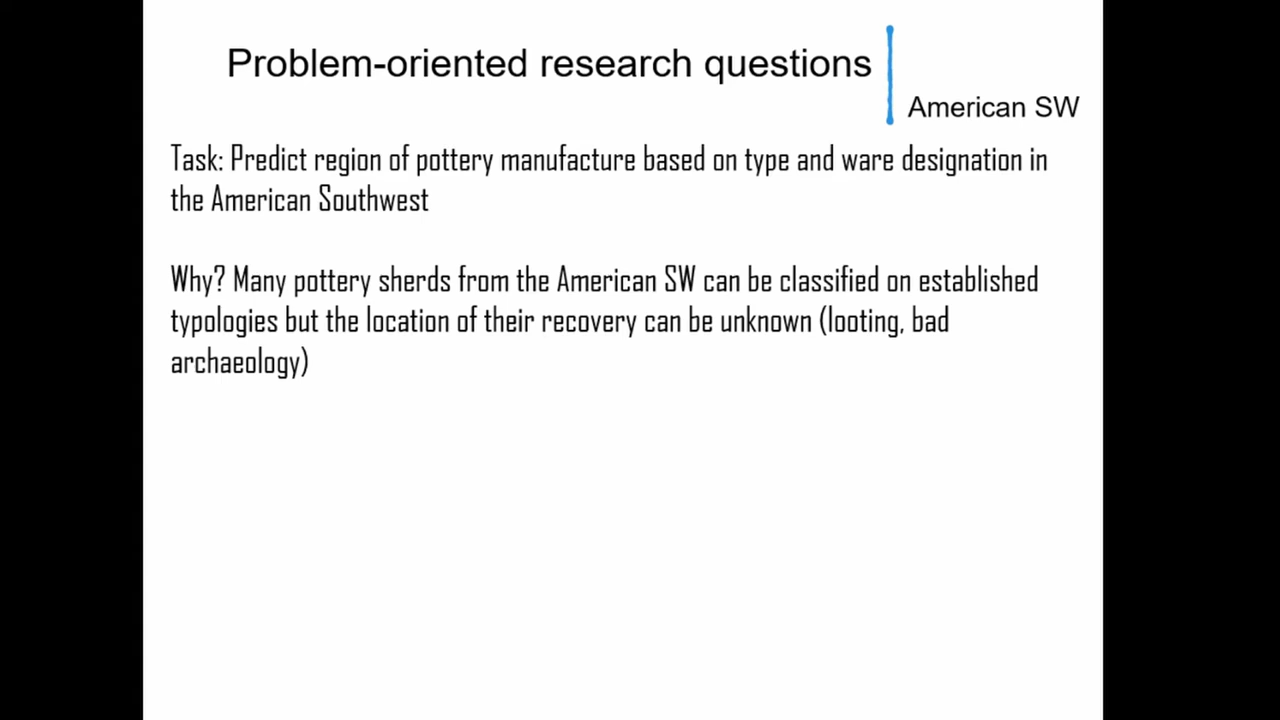 Problem-oriented research questions
American SW
Task: Predict region of pottery manufacture based on type and ware designation in
the American Southwest
Why? Many pottery sherds from the American SW can be classified on established
typologies but the location of their recovery can be unknown (looting, bad
archaeology)